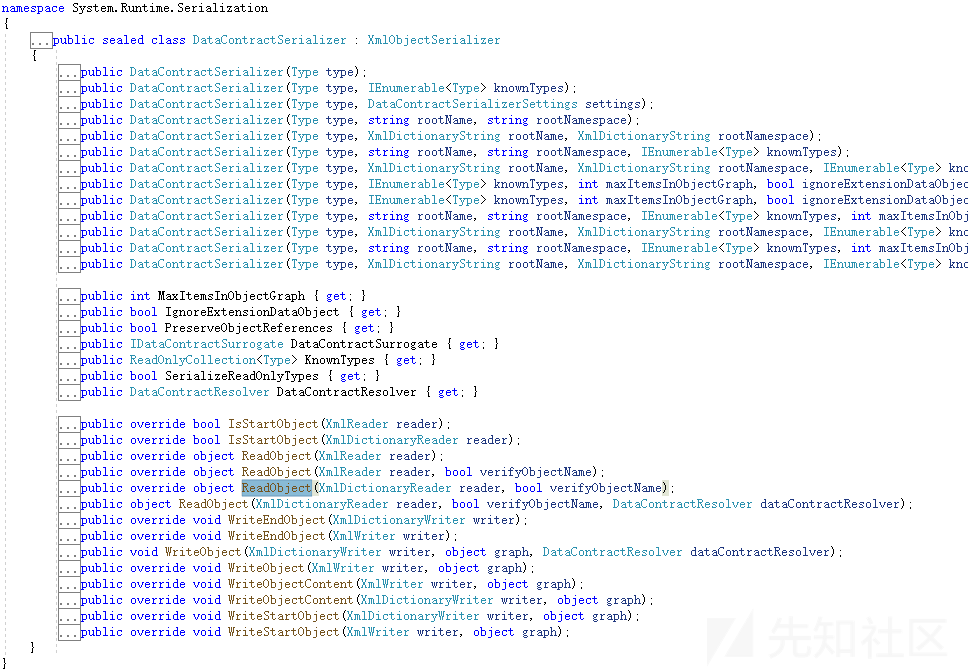 namespace System.Runtime.Serialization
{
...public sealed class DataContractSerializer : XmlObjectSerializer
{
...public DataContractSerializer(Type type);
...public DataContractSerializer(Type type, IEnumerable<Type> knownTypes);
...public DataContractSerializer(Type type, DataContractSerializerSettings settings);
...public DataContractSerializer(Type type, string rootName, string rootNamespace);
...public DataContractSerializer(Type type, XmlDictionaryString rootName, XmlDictionaryString rootNamespace);
...public DataContractSerializer(Type type, string rootName, string rootNamespace, IEnumerable<Type> knownTypes);
...public DataContractSerializer(Type type, XmlDictionaryString rootName, XmlDictionaryString rootNamespace, IEnumerable<Type> kno
...public DataContractSerializer(Type type, IEnumerable<Type> knownTypes, int maxItemsInObjectGraph, bool ignoreExtensionDataObjec
...public DataContractSerializer(Type type, IEnumerable<Type> knownTypes, int maxItemsInObjectGraph, bool ignoreExtensionDataObjec
...public DataContractSerializer(Type type, string rootName, string rootNamespace, IEnumerable<Type> knownTypes, int maxItemsInObj
...public DataContractSerializer(Type type, XmlDictionaryString rootName, XmlDictionaryString rootNamespace, IEnumerable<Type> kno
...public DataContractSerializer(Type type, string rootName, string rootNamespace, IEnumerable<Type> knownTypes, int maxItemsInObj
...public DataContractSerializer(Type type, XmlDictionaryString rootName, XmlDictionaryString rootNamespace, IEnumerable<Type> kno
...public int MaxItemsInObjectGraph { get; }
...public bool IgnoreExtensionDataObject { get; }
...public bool PreserveObjectReferences { get; }
...public IDataContractSurrogate DataContractSurrogate { get; }
...public ReadOnlyCollection<Type> KnownTypes { get; }
...public bool SerializeReadOnlyTypes { get; }
...public DataContractResolver DataContractResolver { get; }
...public override bool IsStartObject(XmlReader reader);
...public override bool IsStartObject(XmlDictionaryReader reader);
...public override object ReadObject(XmlReader reader);
...public override object ReadObject(XmlReader reader, bool verifyObjectName);
...public override object ReadObject(XmlDictionaryReader reader, bool verifyObjectName);
...public object ReadObject(XmlDictionaryReader reader, bool verifyObjectName, DataContractResolver dataContractResolver);
...public override void WriteEndObject(XmlDictionaryWriter writer);
...public override void WriteEndObject(XmlWriter writer);
...public void WriteObject(XmlDictionaryWriter writer, object graph, DataContractResolver dataContractResolver);
...public override void WriteObject(XmlWriter writer, object graph);
...public override void WriteObjectContent(XmlWriter writer, object graph);
...public override void WriteObjectContent(XmlDictionaryWriter writer, object graph);
...public override void WriteStartObject(XmlDictionaryWriter writer, object graph);
...public override void WriteStartObject(XmlWriter writer, object graph);
}
}
先知社区